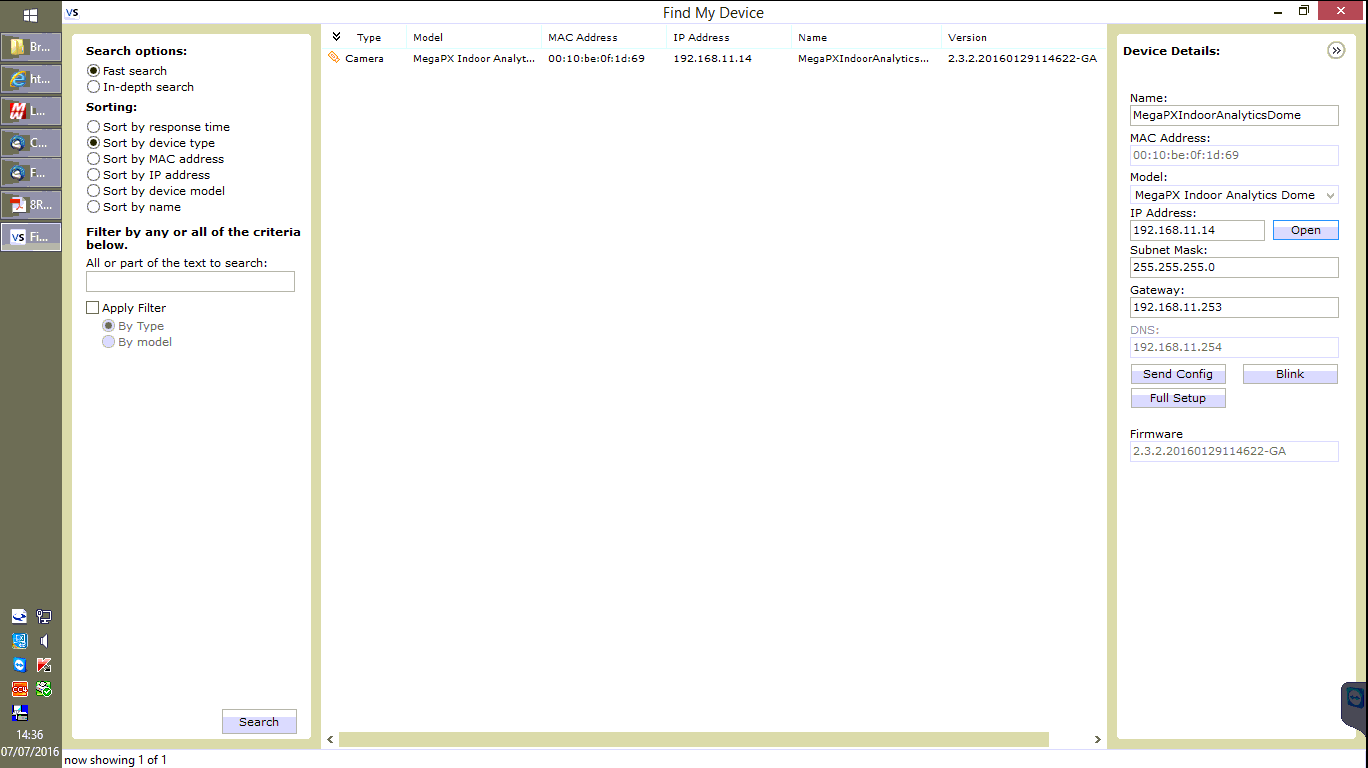 VS
Find My Device
Br...
ht...
L...
C...
F...
8R...
VS Fi...
14:36
07/07/2016
Search options:
Fast search
In-depth search
Sorting:
Sort by response time
Sort by device type
Sort by MAC address
Sort by IP address
Sort by device model
Sort by name
Filter by any or all of the criteria
below.
All or part of the text to search:
Apply Filter
By Type
By model
Search
Type Model MAC Address IP Address Name Version
Camera MegaPX Indoor Analyt... 00:10:be:0f:1d:69 192.168.11.14 MegaPXIndoorAnalytics... 2.3.2.20160129114622-GA
Device Details:
Name:
MegaPXIndoorAnalyticsDome
MAC Address:
00:10:be:0f:1d:69
Model:
MegaPX Indoor Analytics Dome
IP Address:
192.168.11.14 Open
Subnet Mask:
255.255.255.0
Gateway:
192.168.11.253
DNS:
192.168.11.254
Send Config Blink
Full Setup
Firmware
2.3.2.20160129114622-GA
now showing 1 of 1